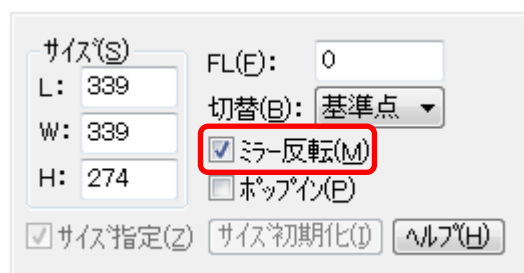 サイズ(S)
L: 339
W: 339
H: 274
FL(F): 0
切替(B): 基準点
ミラー反転(M)
ポップイン(P)
サイズ指定(Z) サイズ初期化(I) ヘルプ(H)